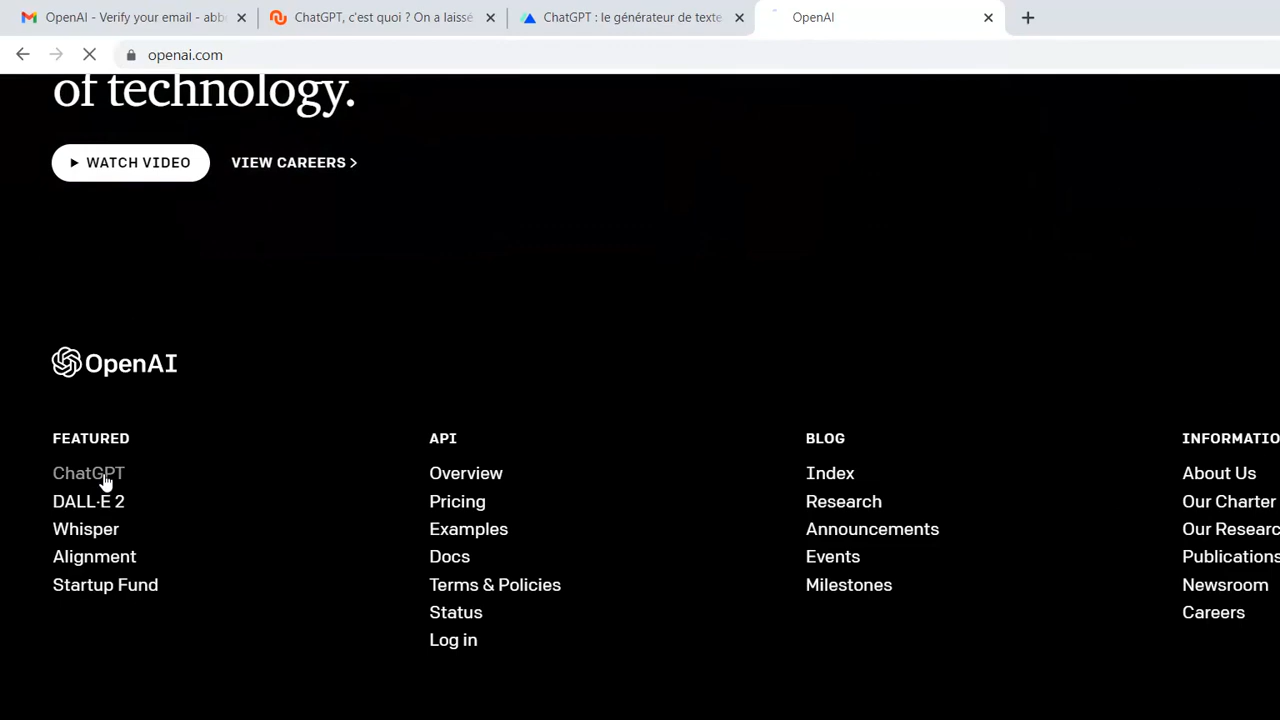 OpenAI - Verify your email - abb
ChatGPT, c'est quoi ? On a laissé
ChatGPT : le générateur de texte
OpenAI
openai.com
of technology.
WATCH VIDEO
VIEW CAREERS >
OpenAI
FEATURED
ChatGPT
DALL·E 2
Whisper
Alignment
Startup Fund
API
Overview
Pricing
Examples
Docs
Terms & Policies
Status
Log in
BLOG
Index
Research
Announcements
Events
Milestones
INFORMATIO
About Us
Our Charter
Our Researc
Publications
Newsroom
Careers